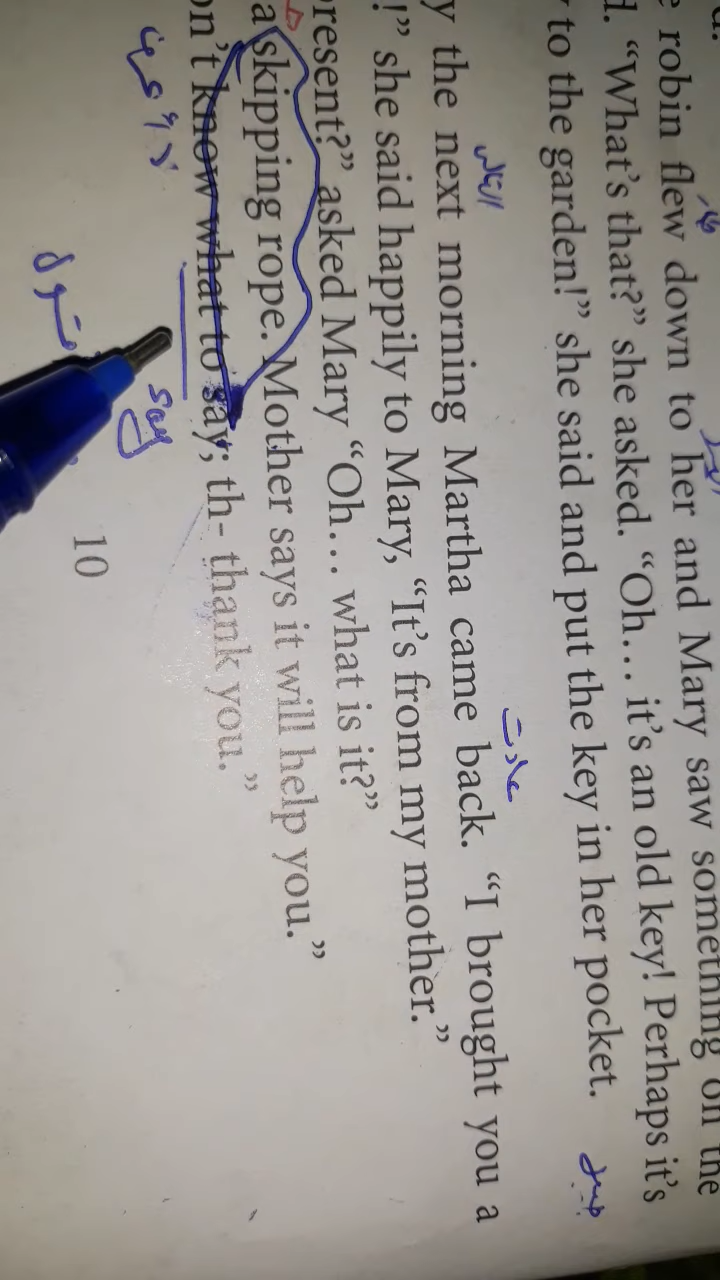 robin flew down to her and Mary saw something on the
“What's that?” she asked. “Oh... it's an old key! Perhaps it's
to the garden!” she said and put the key in her pocket.
جيب
التالي
عادت
the next morning Martha came back. “I brought you a
!” she said happily to Mary, “It's from my mother.”
resent?” asked Mary “Oh... what is it?”
a skipping rope. Mother says it will help you.”
on't know what to say; th- thank you.”
say
تقول
10